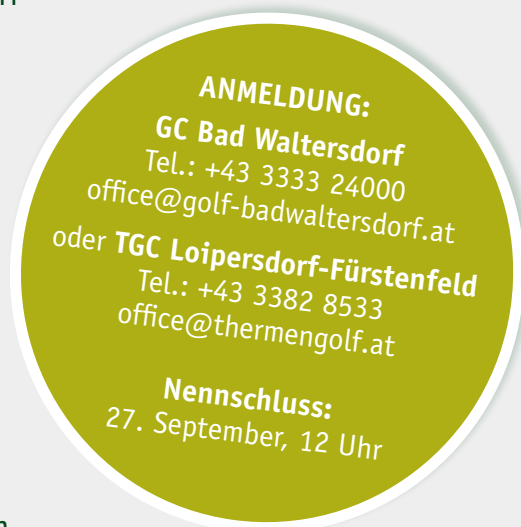 ANMELDUNG:
GC Bad Waltersdorf
Tel.: +43 3333 24000
office@golf-badwaltersdorf.at
oder TGC Loipersdorf-Fürstenfeld
Tel.: +43 3382 8533
office@thermengolf.at
Nennschluss:
27. September, 12 Uhr